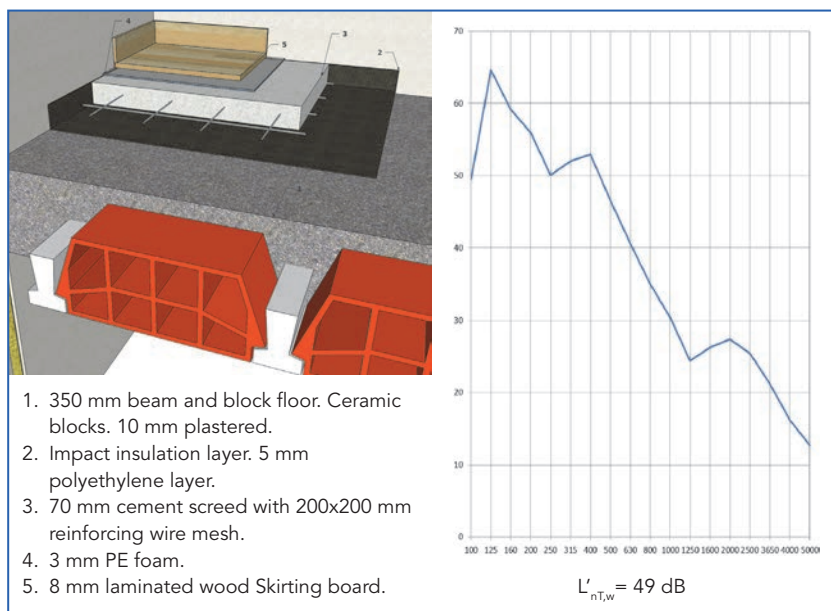 4
5
3
2
1
1. 350 mm beam and block floor. Ceramic
blocks. 10 mm plastered.
2. Impact insulation layer. 5 mm
polyethylene layer.
3. 70 mm cement screed with 200x200 mm
reinforcing wire mesh.
4. 3 mm PE foam.
5. 8 mm laminated wood Skirting board.
70
60
50
40
30
20
10
0
100 125 160 200 250 315 400 500 630 800 1000 1250 1600 2000 2500 3650 4000 5000
L'nT,w= 49 dB